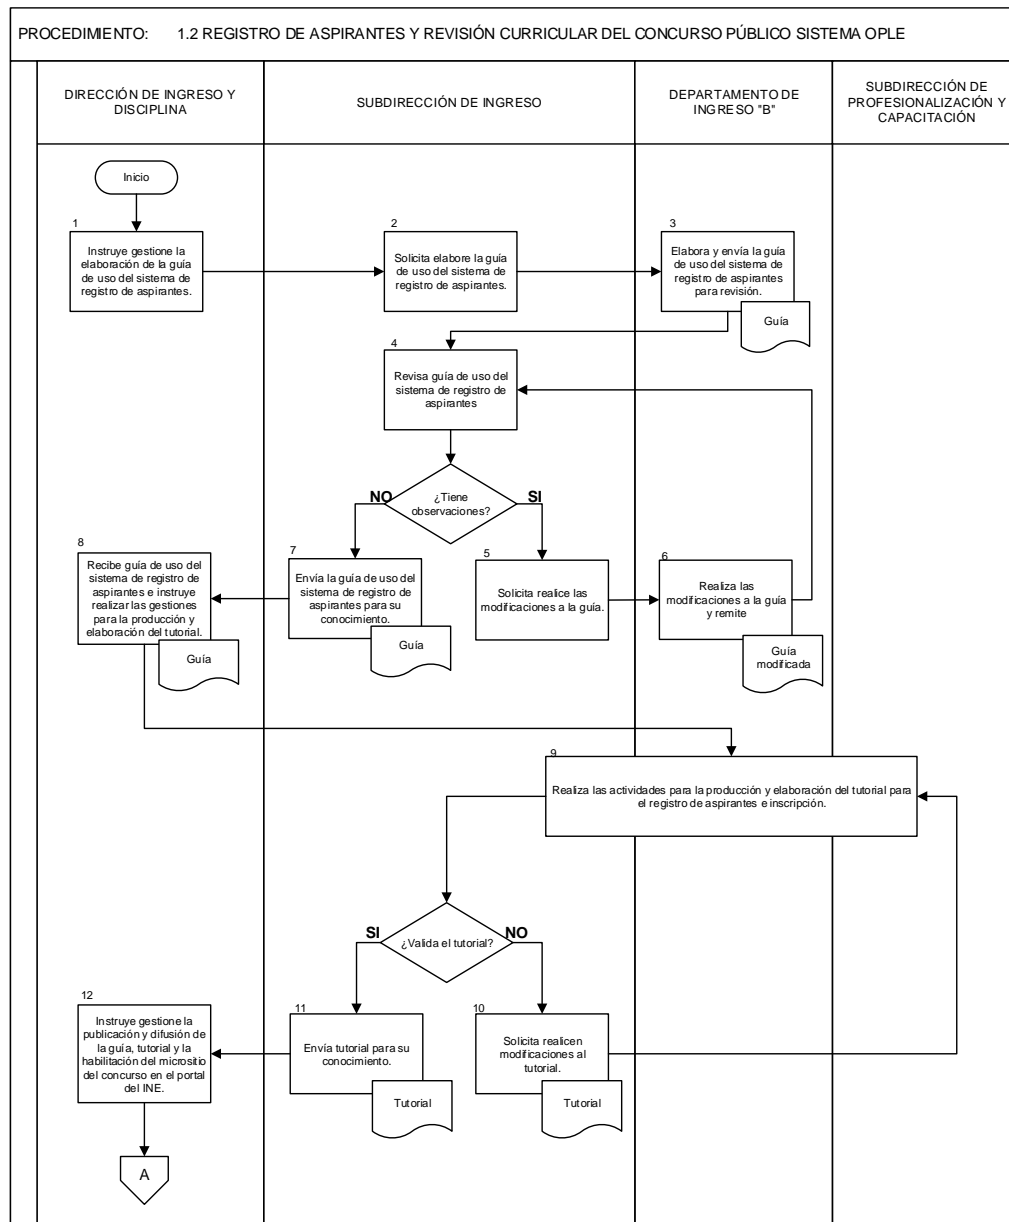 PROCEDIMIENTO: 1.2 REGISTRO DE ASPIRANTES Y REVISIÓN CURRICULAR DEL CONCURSO PÚBLICO SISTEMA OPLE
DIRECCIÓN DE INGRESO Y
DISCIPLINA
SUBDIRECCIÓN DE INGRESO
DEPARTAMENTO DE
INGRESO "B"
SUBDIRECCIÓN DE
PROFESIONALIZACIÓN Y
CAPACITACIÓN
Inicio
1
Instruye gestione la
elaboración de la guía
de uso del sistema de
registro de aspirantes.
2
Solicita elabore la guía
de uso del sistema de
registro de aspirantes.
3
Elabora y envía la guía
de uso del sistema de
registro de aspirantes
para revisión.
Guía
4
Revisa guía de uso del
sistema de registro de
aspirantes
¿Tiene
observaciones?
NO
SI
5
Solicita realice las
modificaciones a la guía.
6
Realiza las
modificaciones a la guía
y remite
Guía
modificada
7
Envía la guía de uso del
sistema de registro de
aspirantes para su
conocimiento.
Guía
8
Recibe guía de uso del
sistema de registro de
aspirantes e instruye
realizar las gestiones
para la producción y
elaboración del tutorial.
Guía
9
Realiza las actividades para la producción y elaboración del tutorial para
el registro de aspirantes e inscripción.
¿Valida el tutorial?
SI
NO
10
Solicita realicen
modificaciones al
tutorial.
Tutorial
11
Envía tutorial para su
conocimiento.
Tutorial
12
Instruye gestione la
publicación y difusión de
la guía, tutorial y la
habilitación del micrositio
del concurso en el portal
del INE.
A